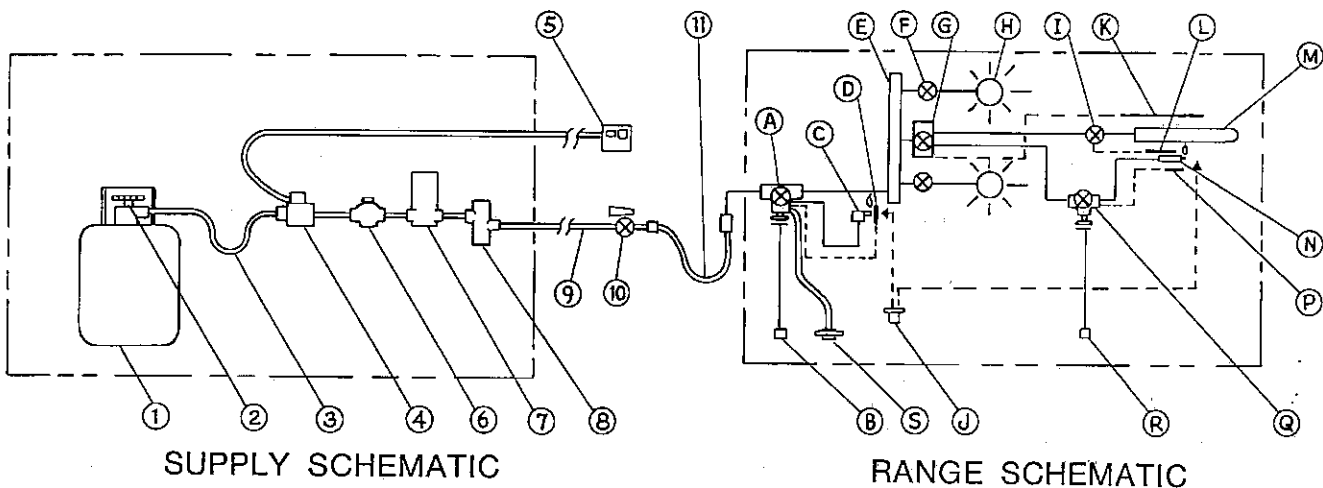 5 11 E F G H I K L M
D
A
C
1 2 3 4 6 7 8 9 10 B S J R Q P N
SUPPLY SCHEMATIC
RANGE SCHEMATIC